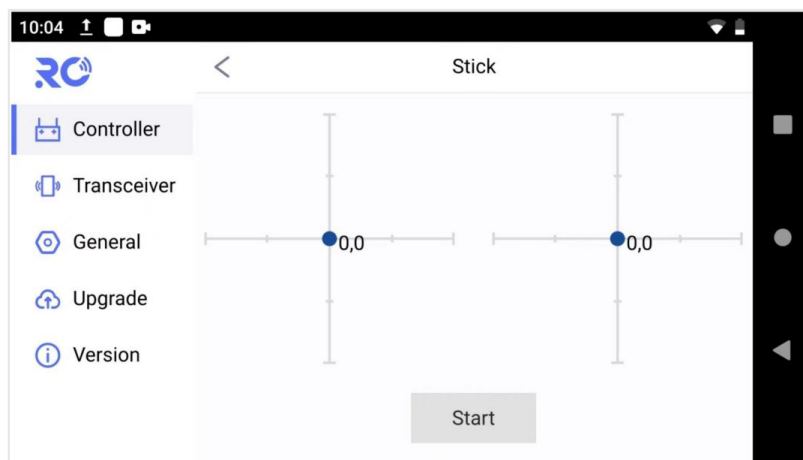 10:04
RC
Stick
Controller
Transceiver
General
Upgrade
Version
0,0
0,0
Start